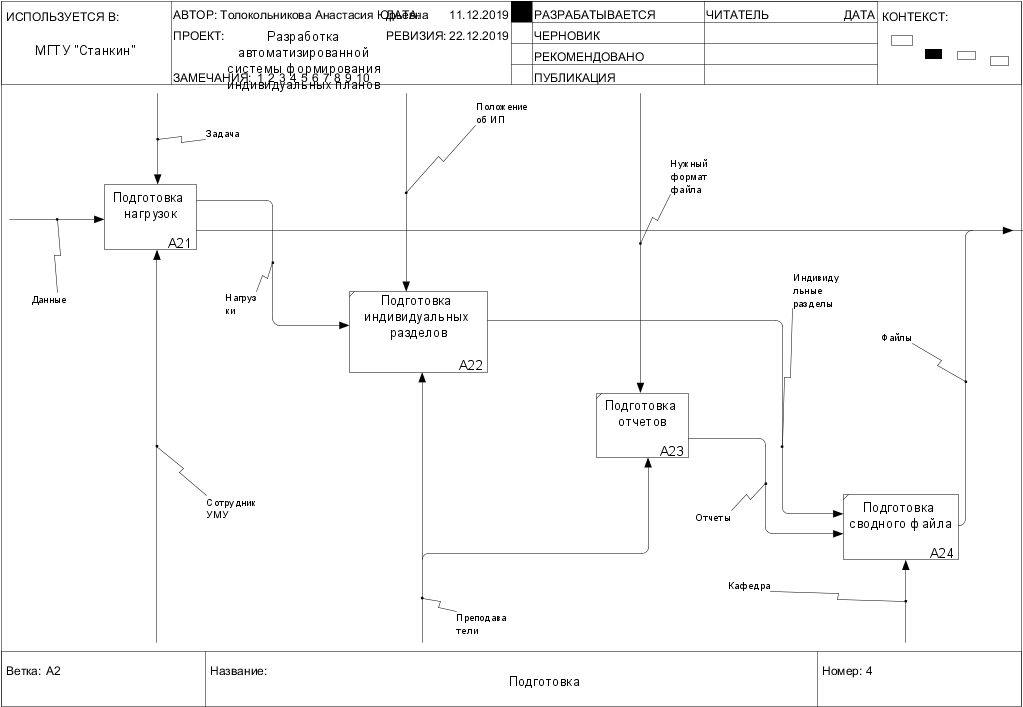 ИСПОЛЬЗУЕТСЯ В:
МГТУ "Станкин"
АВТОР: Толокольникова Анастасия Юрьевна
ДАТА: 11.12.2019
ПРОЕКТ: Разработка
автоматизированной
системы формирования
индивидуальных планов
РЕВИЗИЯ: 22.12.2019
ЗАМЕЧАНИЯ: 1 2 3 4 5 6 7 8 9 10
РАЗРАБАТЫВАЕТСЯ
ЧЕРНОВИК
РЕКОМЕНДОВАНО
ПУБЛИКАЦИЯ
ЧИТАТЕЛЬ ДАТА
КОНТЕКСТ:
Задача
Положение
об ИП
Нужный
формат
файла
Подготовка
нагрузок
A21
Данные
Нагруз
ки
Подготовка
индивидуальных
разделов
A22
Индивиду
льные
разделы
Файлы
Подготовка
отчетов
A23
Сотрудник
УМУ
Отчеты
Подготовка
сводного файла
A24
Кафедра
Преподава
тели
Ветка: A2
Название:
Подготовка
Номер: 4